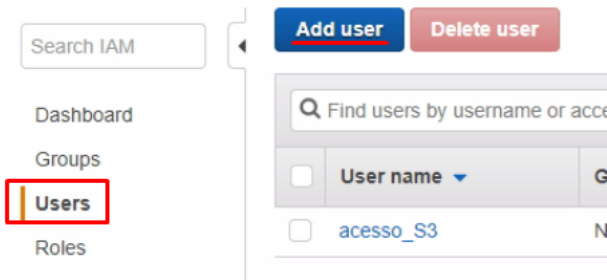 Search IAM
Dashboard
Groups
Users
Roles
Add user
Delete user
Find users by username or acce
User name
G
acesso_S3
N